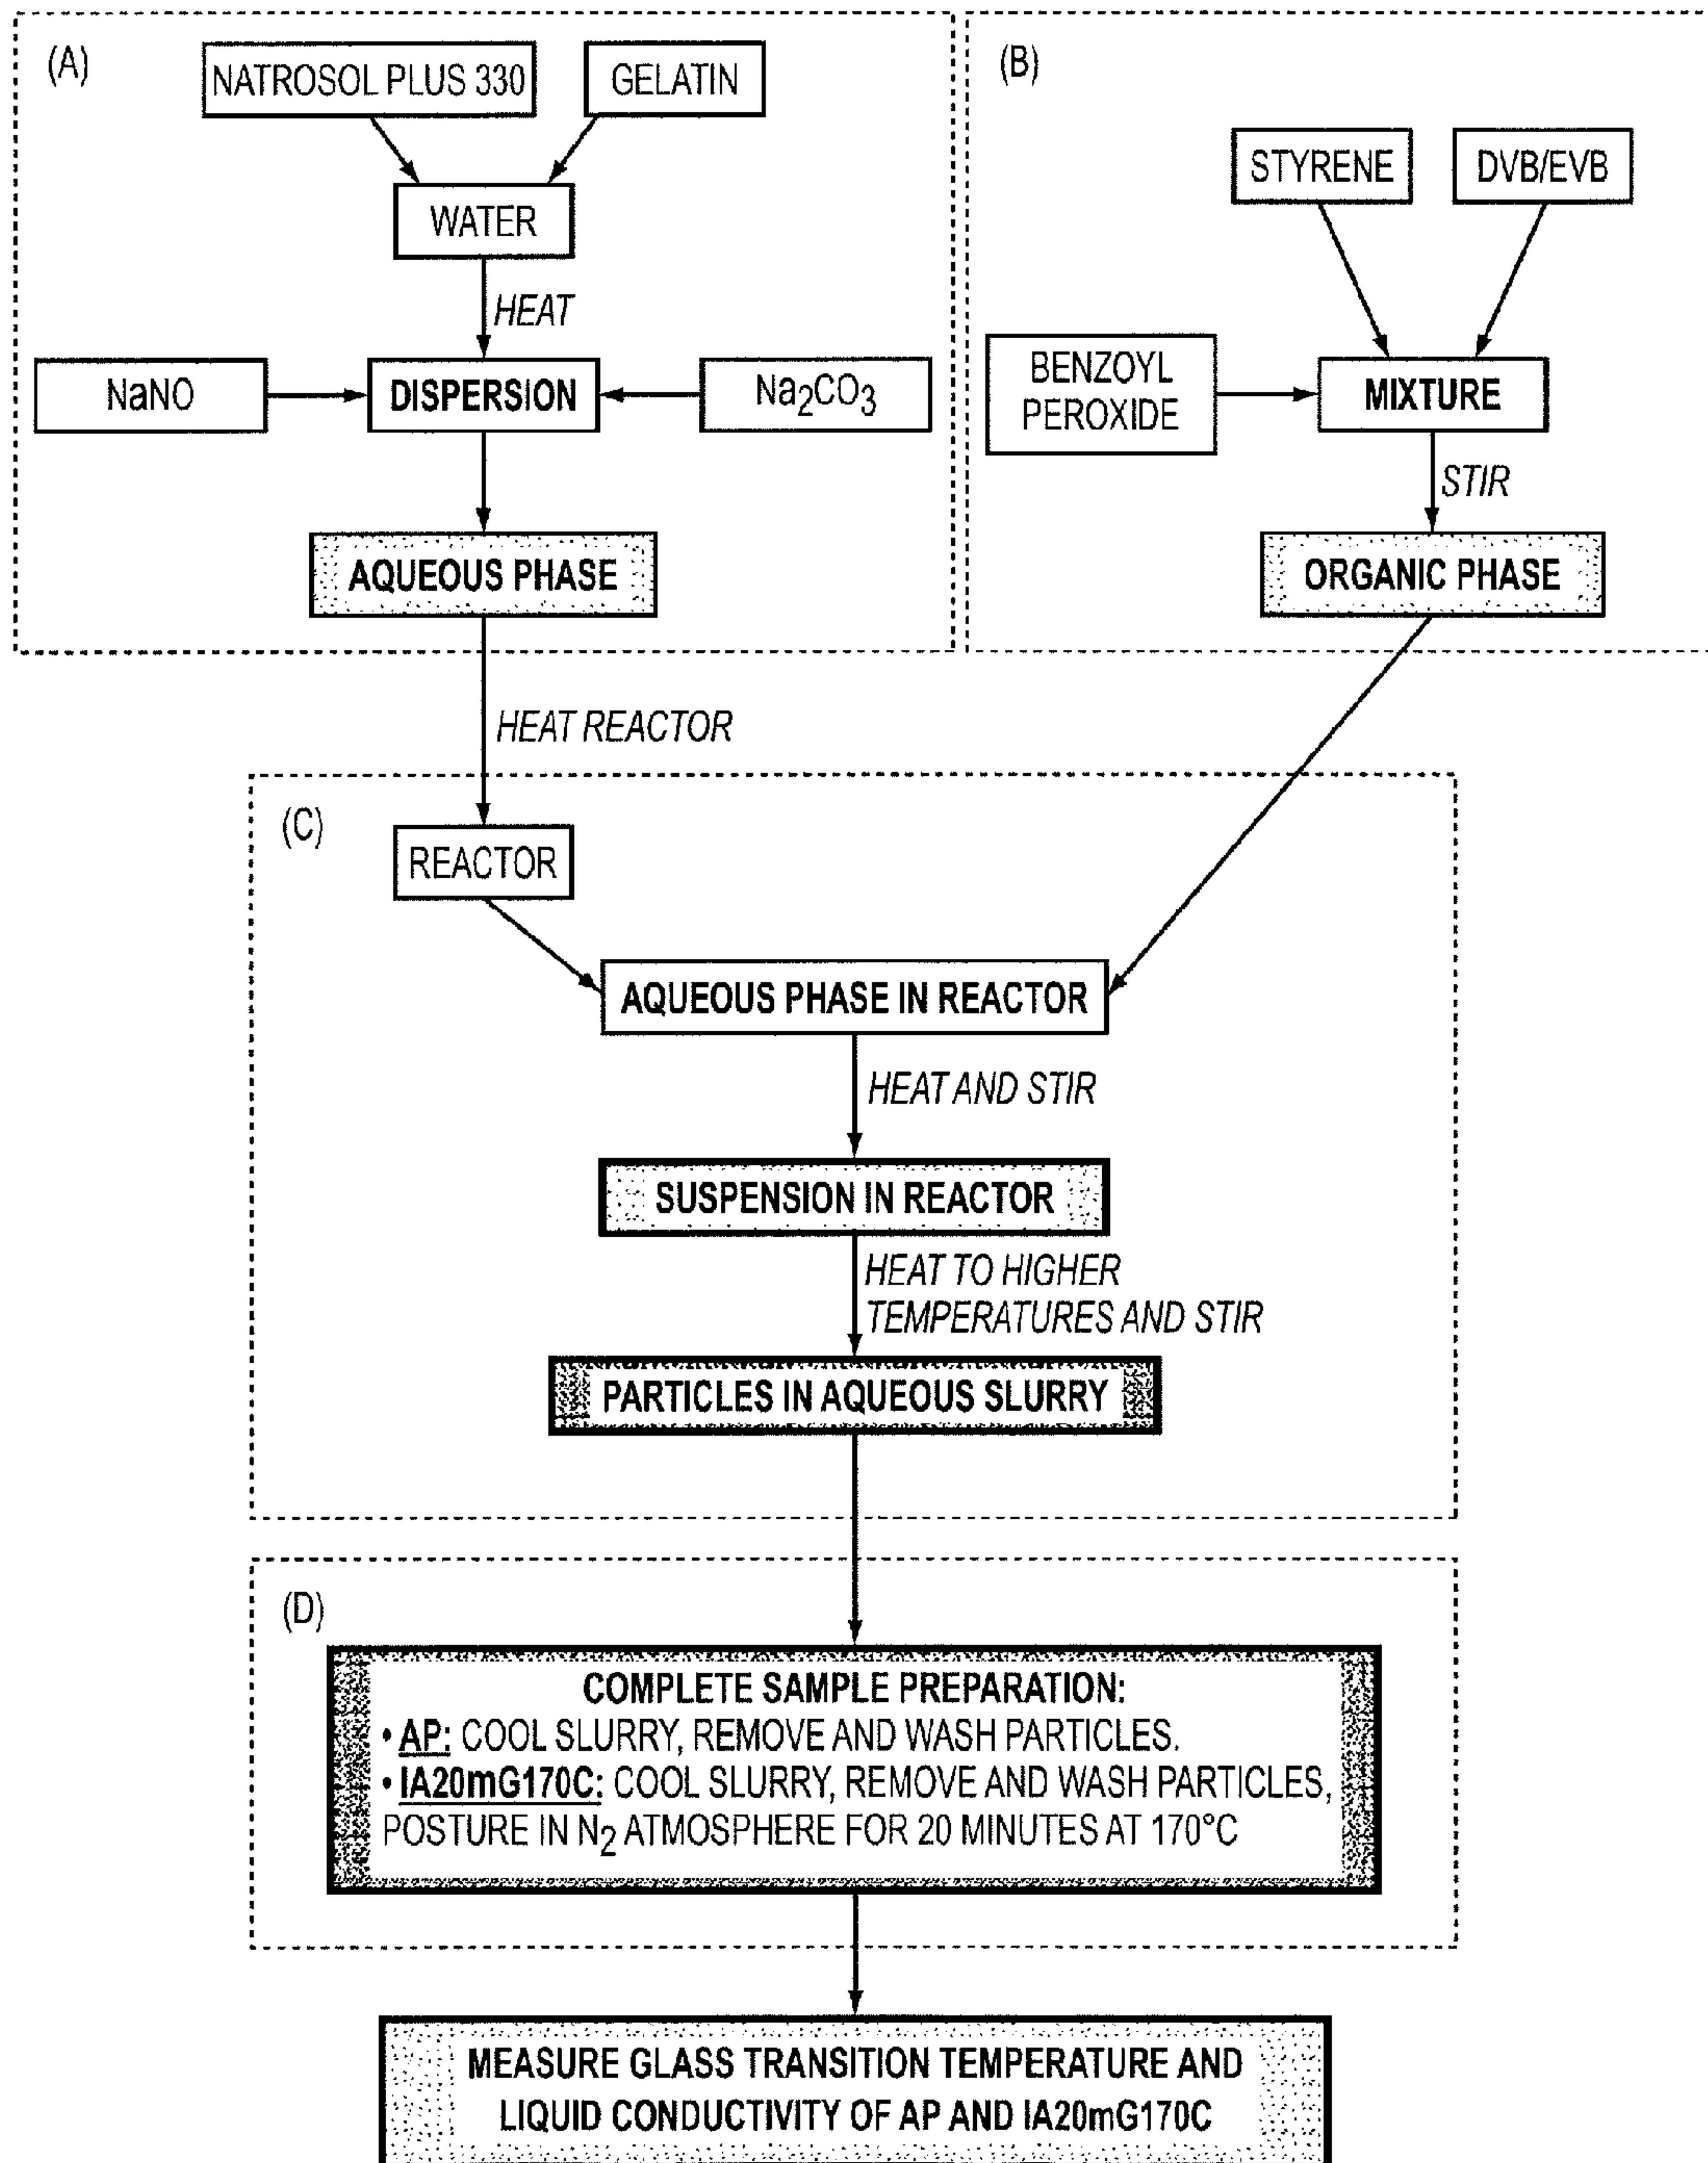 (A)
NATROSOL PLUS 330
GELATIN
WATER
HEAT
NaNO
DISPERSION
Na2CO3
AQUEOUS PHASE
(B)
STYRENE
DVB/EVB
BENZOYL
PEROXIDE
MIXTURE
STIR
ORGANIC PHASE
HEAT REACTOR
(C)
REACTOR
AQUEOUS PHASE IN REACTOR
HEAT AND STIR
SUSPENSION IN REACTOR
HEAT TO HIGHER
TEMPERATURES AND STIR
PARTICLES IN AQUEOUS SLURRY
(D)
COMPLETE SAMPLE PREPARATION:
• AP: COOL SLURRY, REMOVE AND WASH PARTICLES.
• IA20mG170C: COOL SLURRY, REMOVE AND WASH PARTICLES,
POSTURE IN N2 ATMOSPHERE FOR 20 MINUTES AT 170°C
MEASURE GLASS TRANSITION TEMPERATURE AND
LIQUID CONDUCTIVITY OF AP AND IA20mG170C